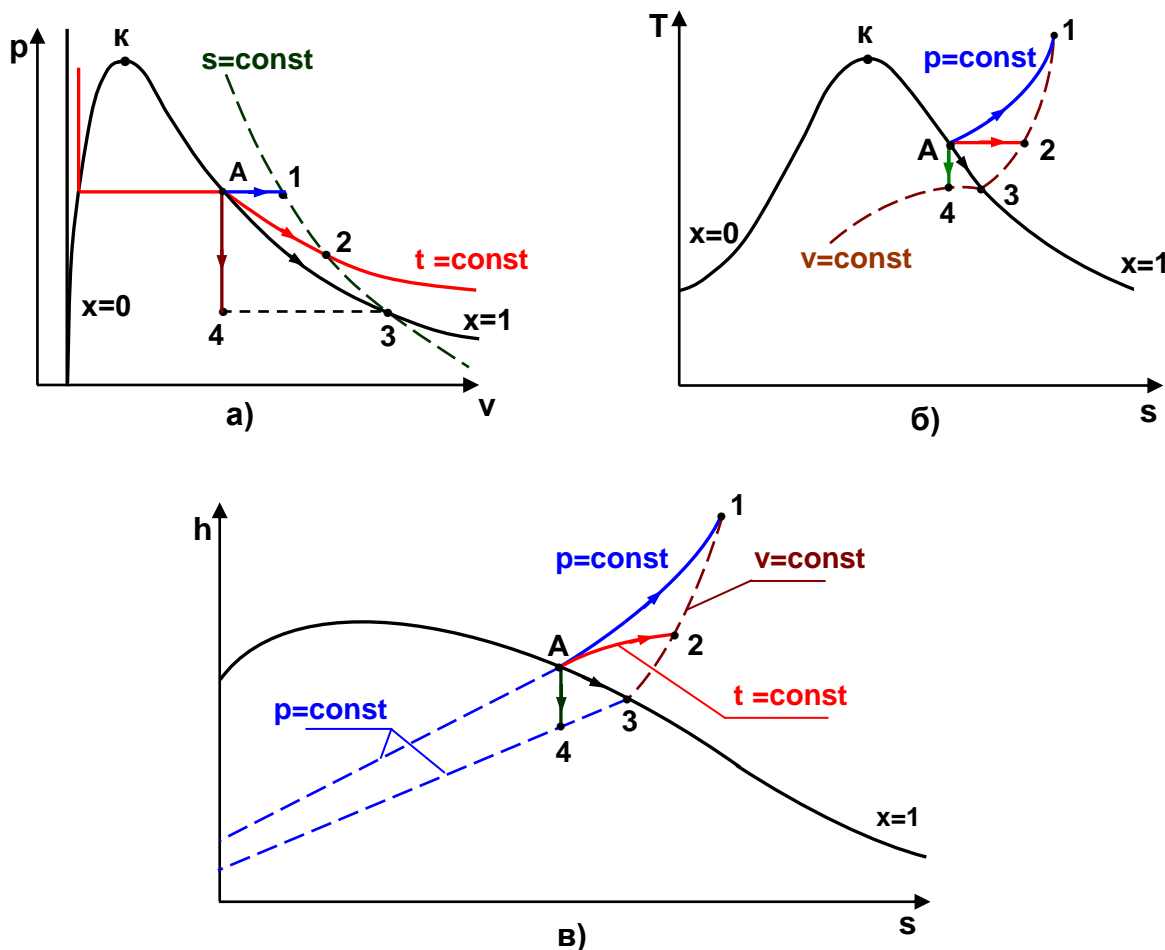 p
к
s=const
A
1
2
t =const
x=0
4
3
x=1
v
а)
T
к
1
p=const
A
2
4
3
x=0
v=const
x=1
s
б)
h
1
p=const
v=const
A
2
p=const
3
t =const
4
x=1
s
в)